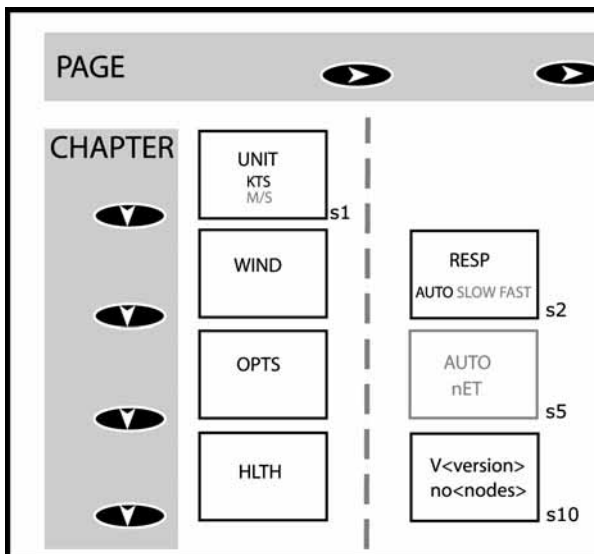 PAGE
CHAPTER
UNIT
KTS
M/S
s1
WIND
RESP
AUTO SLOW FAST
s2
OPTS
AUTO
nET
s5
HLTH
V<version>
no<nodes>
s10